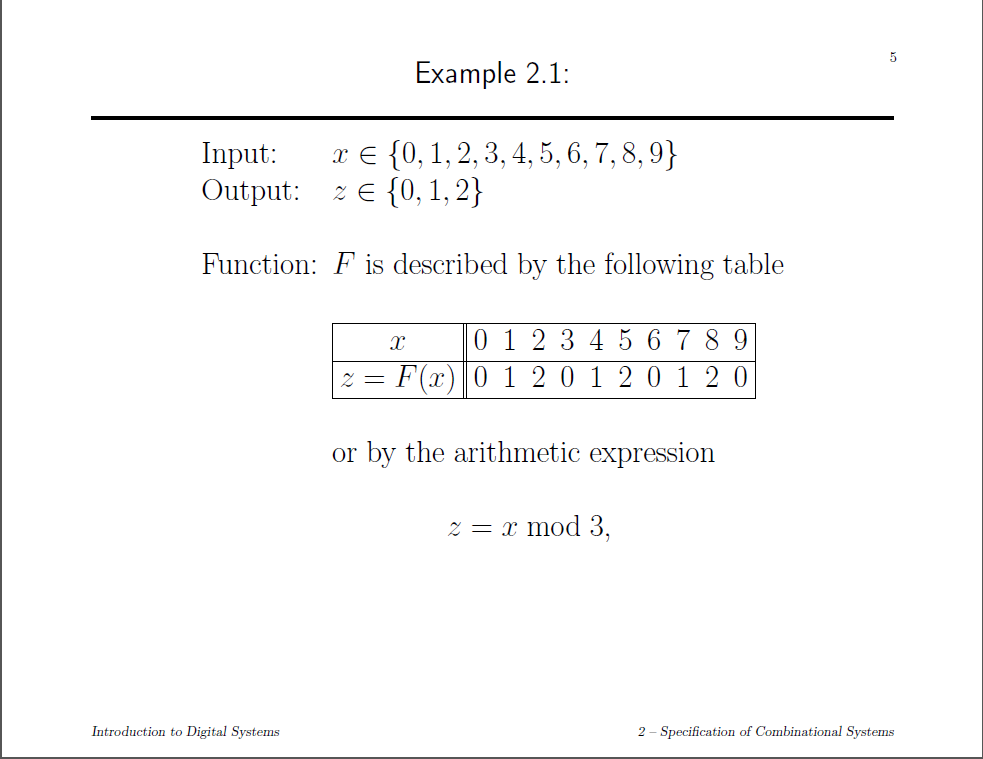 5
Example 2.1:
Input: x ∈ {0, 1, 2, 3, 4, 5, 6, 7, 8, 9}
Output: z ∈ {0, 1, 2}
Function: F is described by the following table
x 0 1 2 3 4 5 6 7 8 9
z = F(x) 0 1 2 0 1 2 0 1 2 0
or by the arithmetic expression
z = x mod 3,
Introduction to Digital Systems 2 – Specification of Combinational Systems